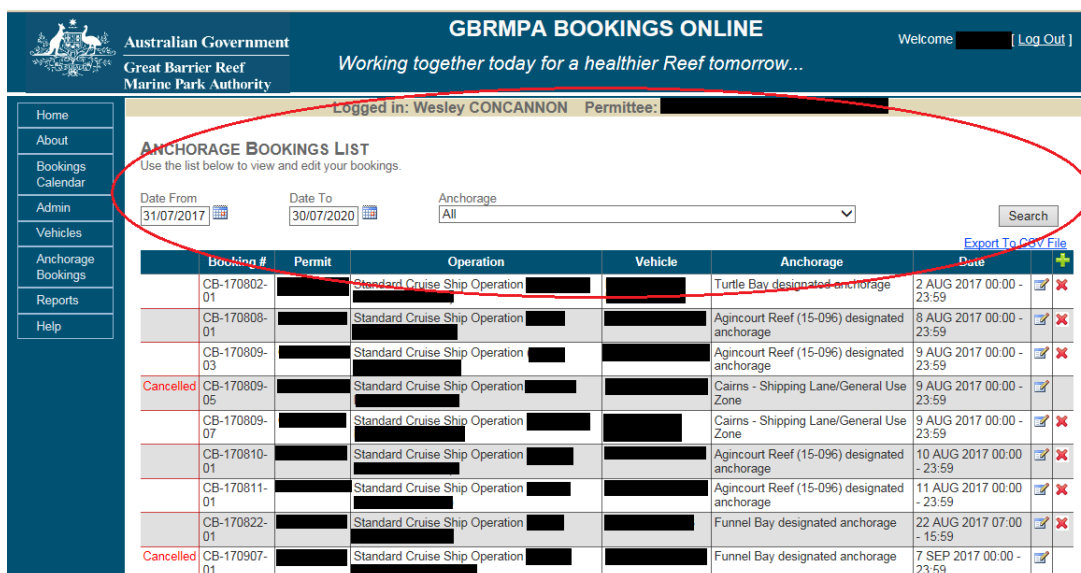 Australian Government
Great Barrier Reef
Marine Park Authority
GBRMPA BOOKINGS ONLINE
Working together today for a healthier Reef tomorrow...
Welcome [ Log Out ]
Logged in: Wesley CONCANNON Permittee:
Home
About
Bookings
Calendar
Admin
Vehicles
Anchorage
Bookings
Reports
Help
ANCHORAGE BOOKINGS LIST
Use the list below to view and edit your bookings.
Date From Date To Anchorage
31/07/2017 30/07/2020 All
Search
Export To CSV File
Booking # Permit Operation Vehicle Anchorage Date
CB-170802- Standard Cruise Ship Operation Turtle Bay designated anchorage 2 AUG 2017 00:00 -
01 23:59
CB-170808- Standard Cruise Ship Operation Agincourt Reef (15-096) designated 8 AUG 2017 00:00 -
01 anchorage 23:59
CB-170809- Standard Cruise Ship Operation Agincourt Reef (15-096) designated 9 AUG 2017 00:00 -
03 anchorage 23:59
Cancelled CB-170809- Standard Cruise Ship Operation Cairns - Shipping Lane/General Use 9 AUG 2017 00:00 -
05 Zone 23:59
CB-170809- Standard Cruise Ship Operation Cairns - Shipping Lane/General Use 9 AUG 2017 00:00 -
07 Zone 23:59
CB-170810- Standard Cruise Ship Operation Agincourt Reef (15-096) designated 10 AUG 2017 00:00
01 anchorage - 23:59
CB-170811- Standard Cruise Ship Operation Agincourt Reef (15-096) designated 11 AUG 2017 00:00
01 anchorage - 23:59
CB-170822- Standard Cruise Ship Operation Funnel Bay designated anchorage 22 AUG 2017 07:00
01 - 15:59
Cancelled CB-170907- Standard Cruise Ship Operation Funnel Bay designated anchorage 7 SEP 2017 00:00 -
01 23:59